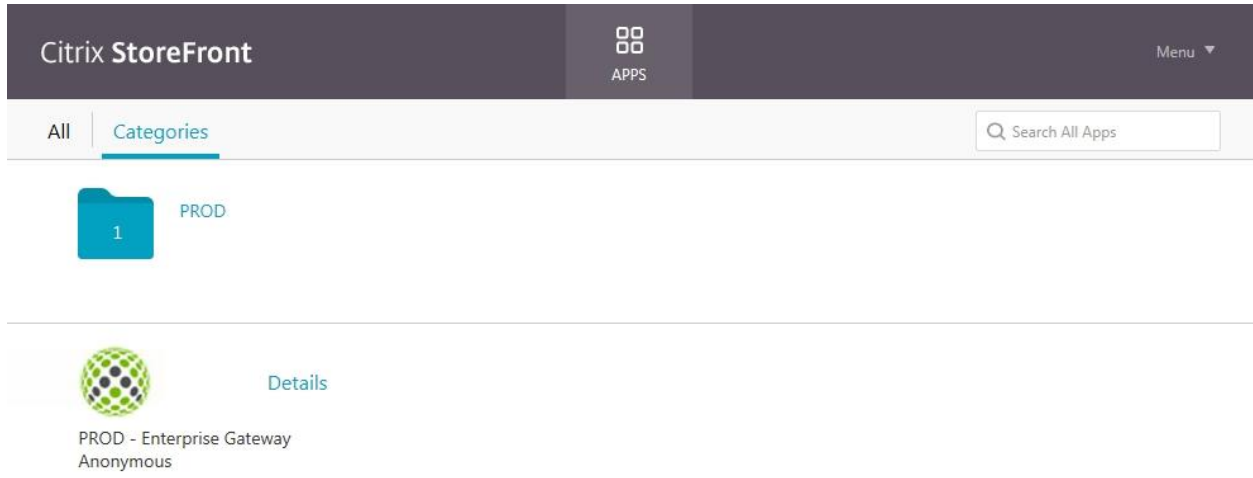 Citrix StoreFront
APPS
Menu
All
Categories
Search All Apps
1
PROD
Details
PROD - Enterprise Gateway
Anonymous